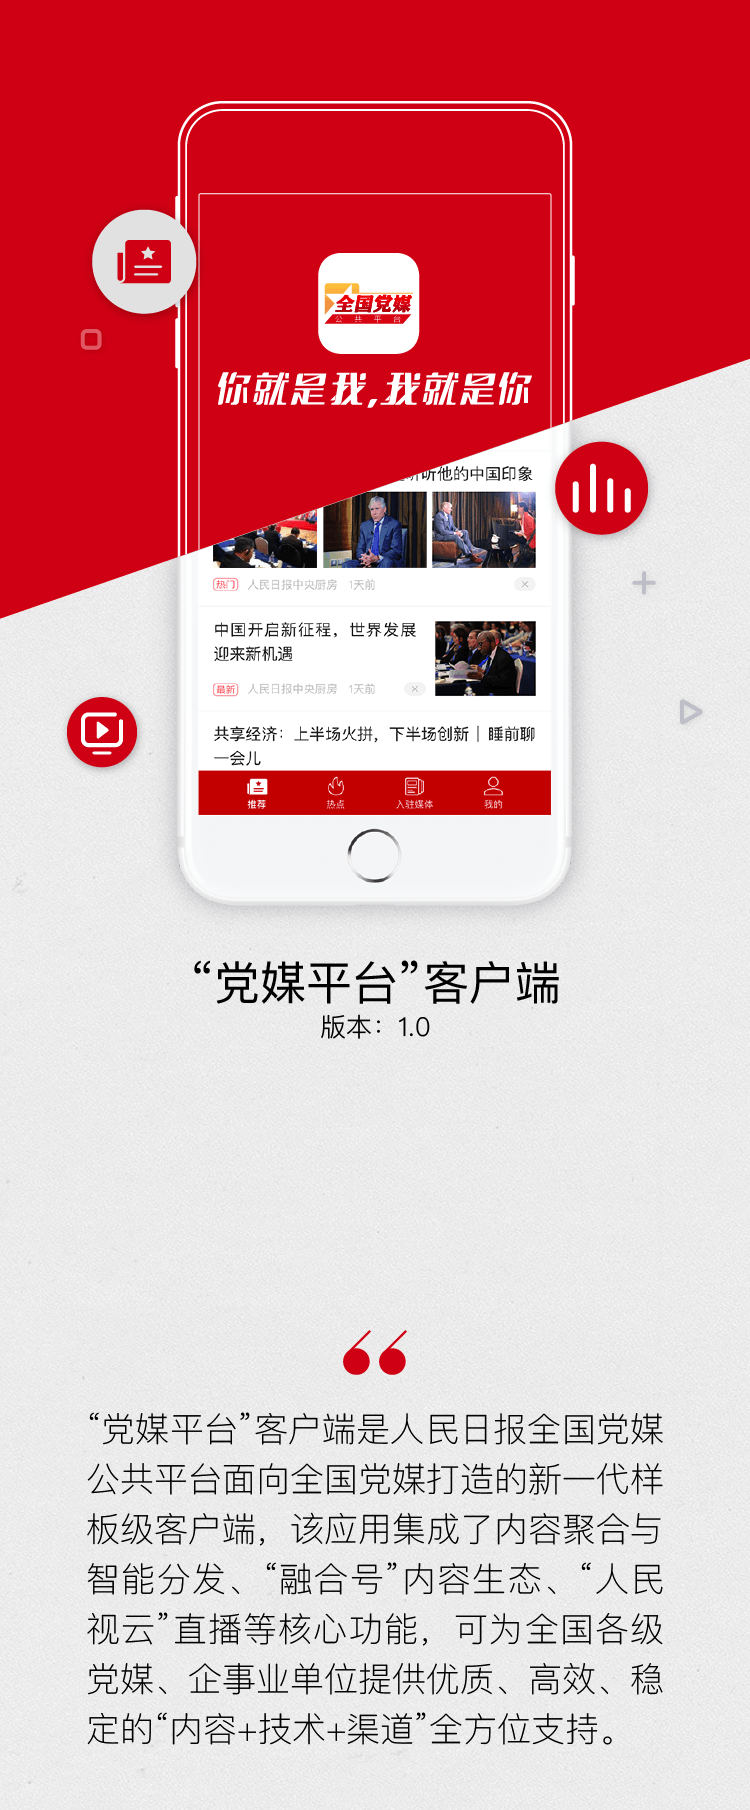 全国党媒
公共平台
你就是我,我就是你
听他的中国印象
热门 人民日报中央厨房 1天前
中国开启新征程，世界发展
迎来新机遇
最新 人民日报中央厨房 1天前
共享经济：上半场火拼，下半场创新｜睡前聊
一会儿
推荐 热点 入驻媒体 我的
“党媒平台”客户端
版本：1.0
“党媒平台”客户端是人民日报全国党媒
公共平台面向全国党媒打造的新一代样
板级客户端，该应用集成了内容聚合与
智能分发、“融合号”内容生态、“人民
视云”直播等核心功能，可为全国各级
党媒、企事业单位提供优质、高效、稳
定的“内容+技术+渠道”全方位支持。